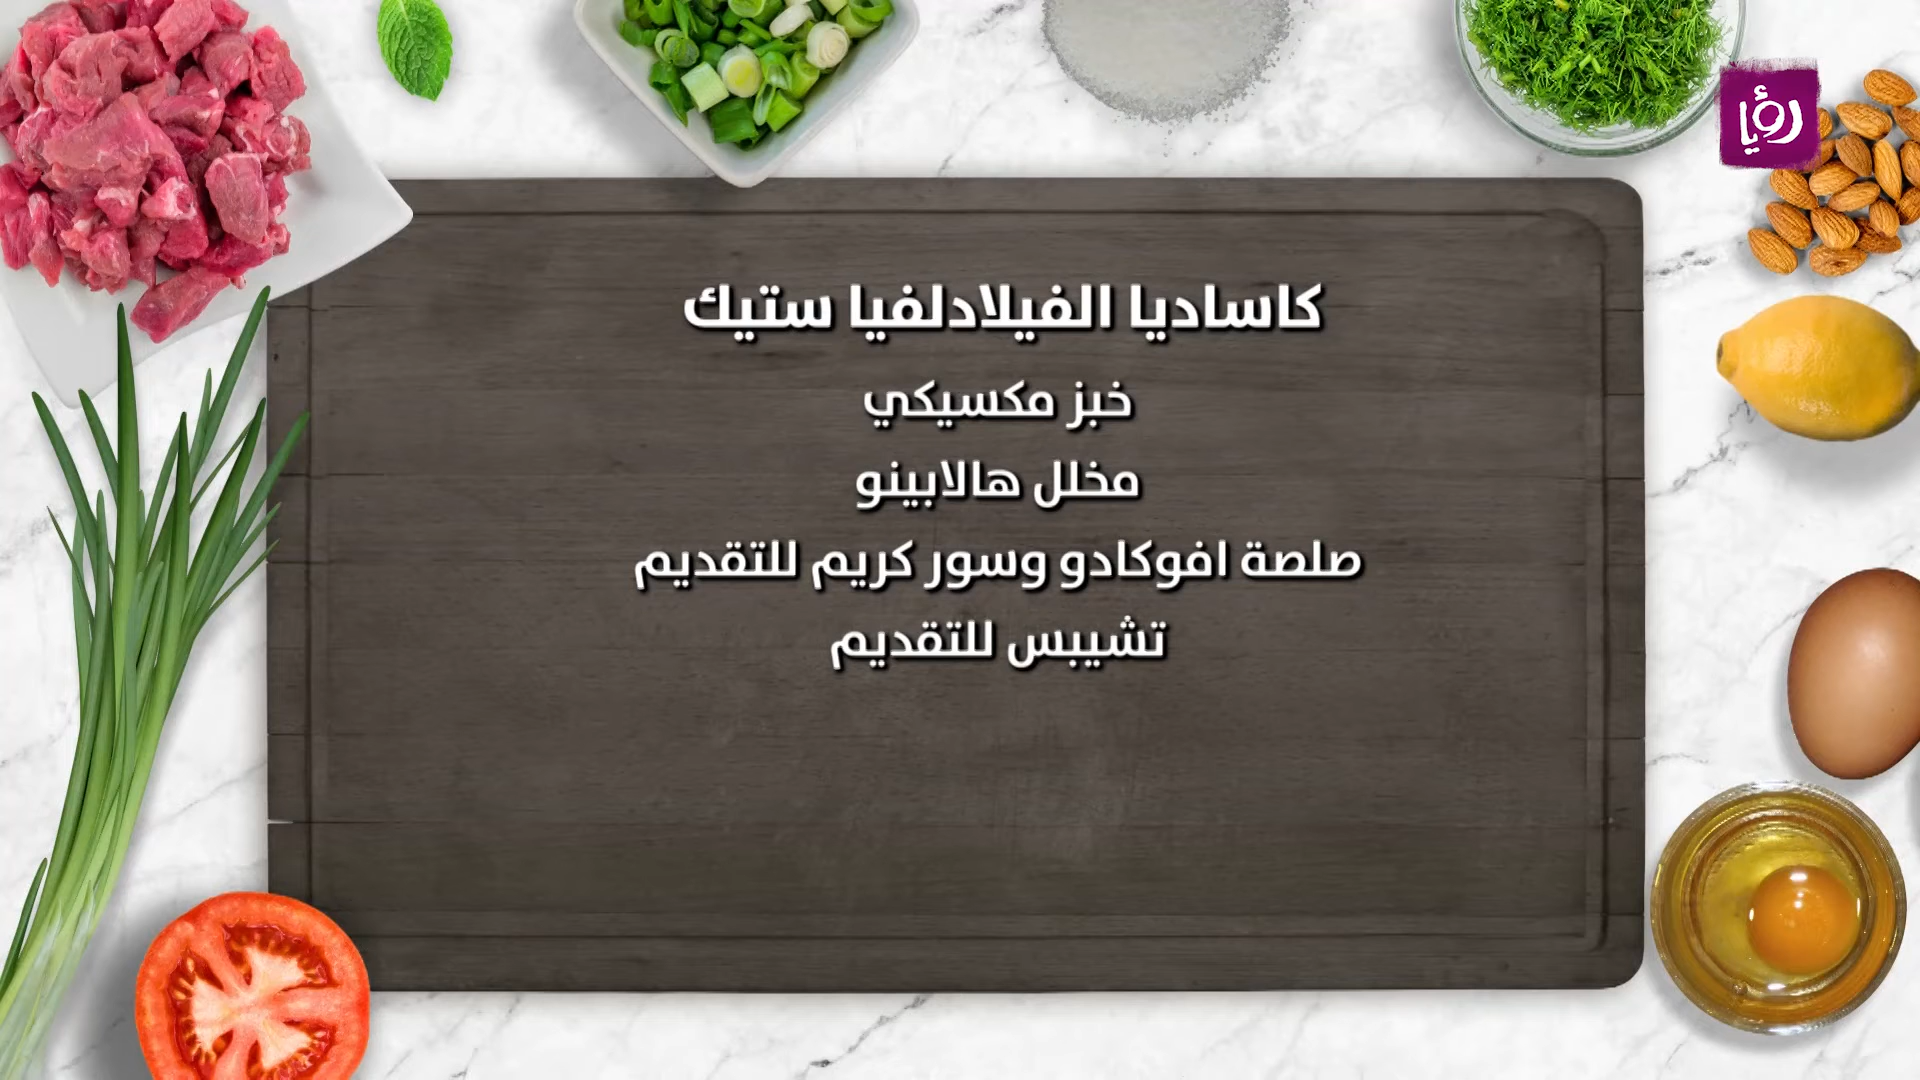 رؤيا
كاساديا الفيلادلفيا ستيك
خبز مكسيكي
مخلل هالابينو
صلصة افوكادو وسور كريم للتقديم
تشيبس للتقديم